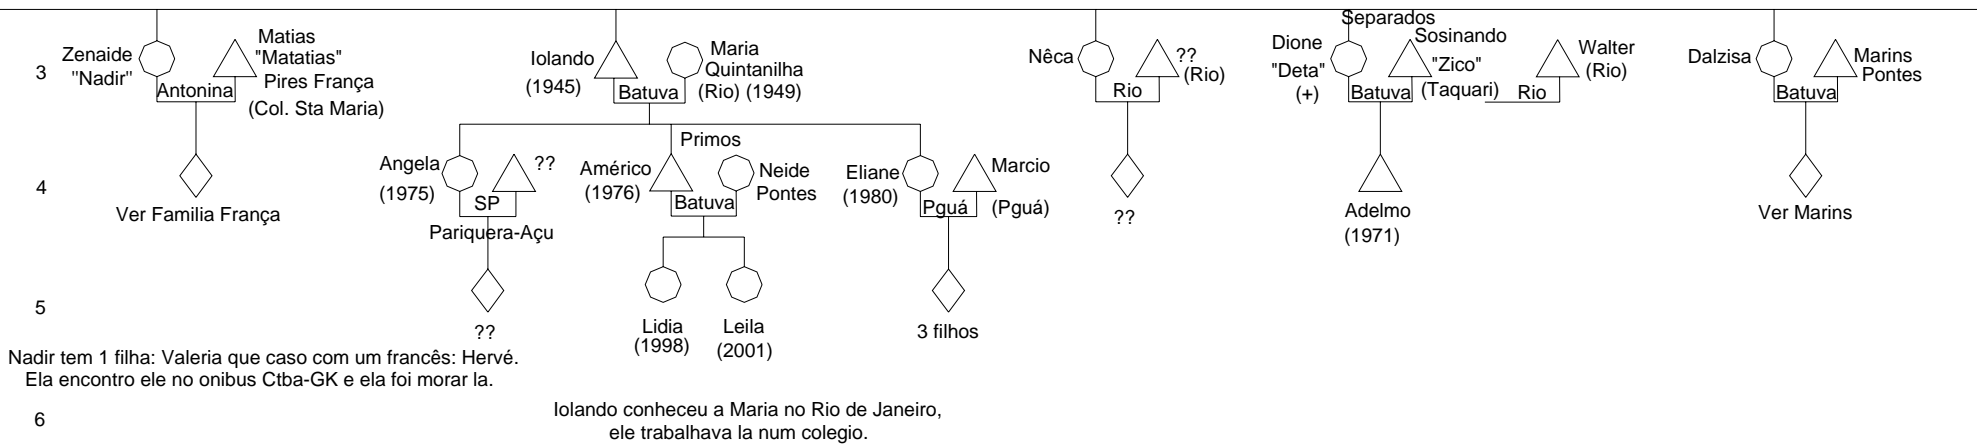 3
Zenaide
"Nadir"
Matias
"Matatias"
Pires França
(Col. Sta Maria)
Antonina
Iolando
(1945)
Maria
Quintanilha
(Rio) (1949)
Batuva
Nêca
??
(Rio)
Rio
Separados
Dione
"Deta"
(+)
Sosinando
"Zico"
(Taquari)
Batuva
Walter
(Rio)
Rio
Dalzisa
Marins
Pontes
Batuva
4
Ver Familia França
Angela
(1975)
??
SP
Pariquera-Açu
Primos
Américo
(1976)
Neide
Pontes
Batuva
Eliane
(1980)
Marcio
(Pguá)
Pguá
??
Adelmo
(1971)
Ver Marins
5
??
Lidia
(1998)
Leila
(2001)
3 filhos
Nadir tem 1 filha: Valeria que caso com um francês: Hervé.
Ela encontro ele no onibus Ctba-GK e ela foi morar la.
6
Iolando conheceu a Maria no Rio de Janeiro,
ele trabalhava la num colegio.